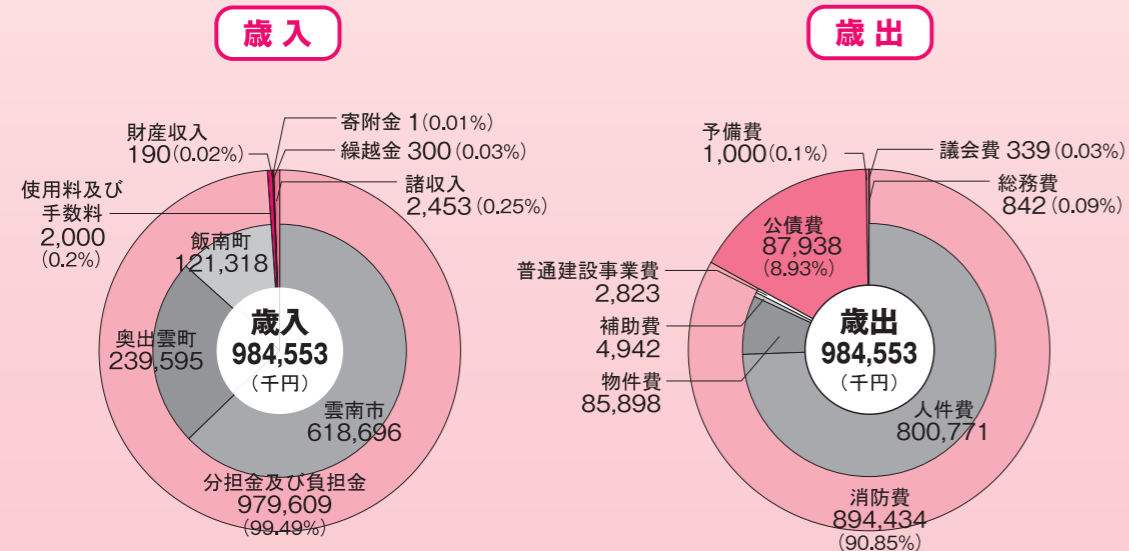 歳入
財産収入
190(0.02%)
寄附金 1(0.01%)
繰越金 300(0.03%)
使用料及び
手数料
2,000
(0.2%)
諸収入
2,453(0.25%)
飯南町
121,318
奥出雲町
239,595
歳入
984,553
(千円)
雲南市
618,696
分担金及び負担金
979,609
(99.49%)
歳出
予備費
1,000(0.1%)
議会費 339(0.03%)
総務費
842(0.09%)
公債費
87,938
(8.93%)
普通建設事業費
2,823
補助費
4,942
物件費
85,898
歳出
984,553
(千円)
人件費
800,771
消防費
894,434
(90.85%)